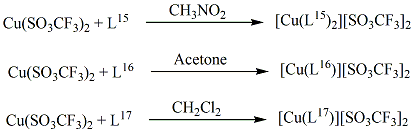 Cu(SO₃CF₃)₂ + L¹⁵ CH₃NO₂ [Cu(L¹⁵)₂][SO₃CF₃]₂
Cu(SO₃CF₃)₂ + L¹⁶ Acetone [Cu(L¹⁶)][SO₃CF₃]₂
Cu(SO₃CF₃)₂ + L¹⁷ CH₂Cl₂ [Cu(L¹⁷)][SO₃CF₃]₂